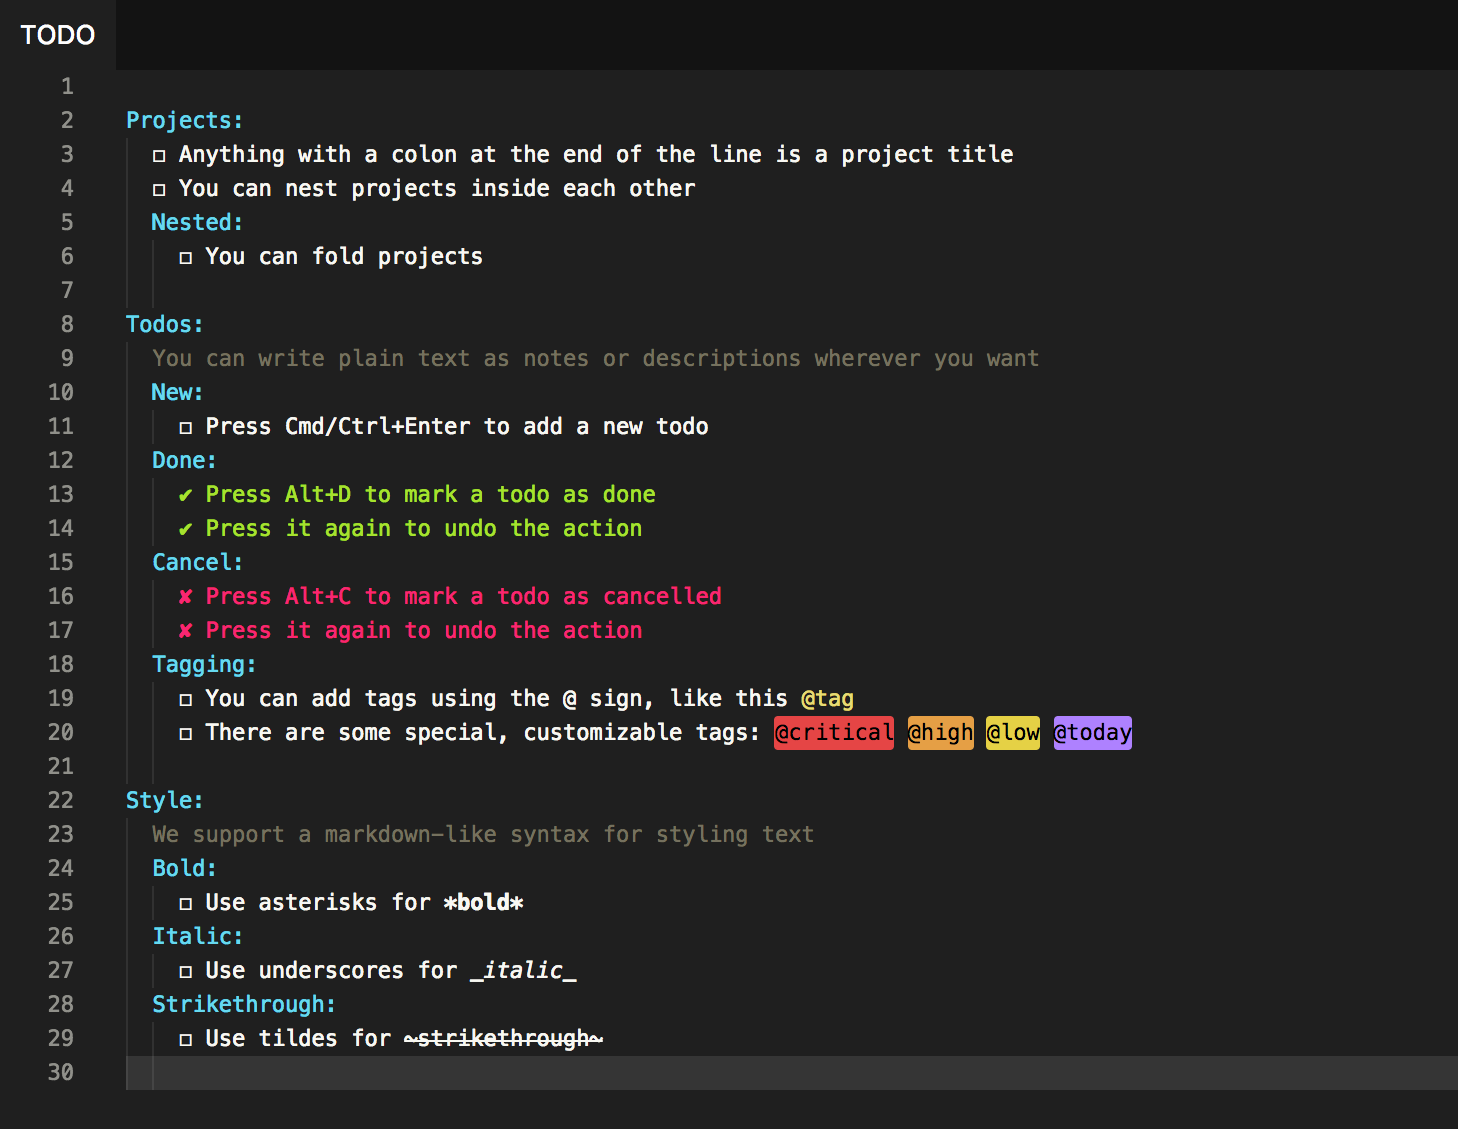 TODO
1
2 Projects:
3 ☐ Anything with a colon at the end of the line is a project title
4 ☐ You can nest projects inside each other
5 Nested:
6 ☐ You can fold projects
7
8 Todos:
9 You can write plain text as notes or descriptions wherever you want
10 New:
11 ☐ Press Cmd/Ctrl+Enter to add a new todo
12 Done:
13 ✔ Press Alt+D to mark a todo as done
14 ✔ Press it again to undo the action
15 Cancel:
16 ✘ Press Alt+C to mark a todo as cancelled
17 ✘ Press it again to undo the action
18 Tagging:
19 ☐ You can add tags using the @ sign, like this @tag
20 ☐ There are some special, customizable tags: @critical @high @low @today
21
22 Style:
23 We support a markdown-like syntax for styling text
24 Bold:
25 ☐ Use asterisks for *bold*
26 Italic:
27 ☐ Use underscores for _italic_
28 Strikethrough:
29 ☐ Use tildes for ~strikethrough~
30